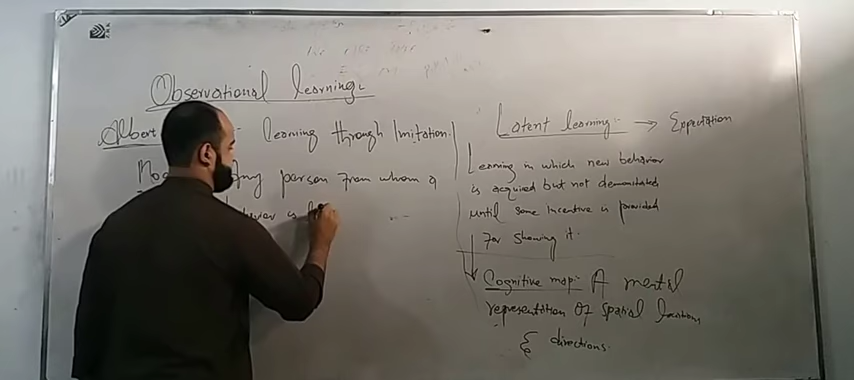 Observational learning:
Albert :- learning through Imitation
Any person from whom a
is
Latent learning:- → Expectation
Learning in which new behavior
is acquired but not demonstrated
until some incentive is provided
For showing it.
Cognitive map:- A mental
representation of spatial locations
& directions.